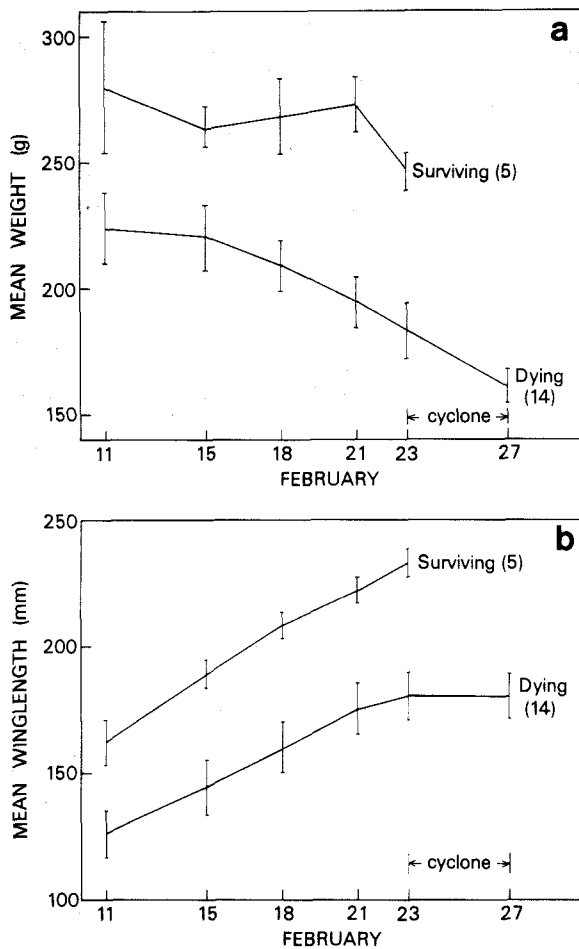 a
300
250
200
150
MEAN WEIGHT (g)
Surviving (5)
Dying
(14)
cyclone
11 15 18 21 23 27
FEBRUARY
b
250
200
150
100
MEAN WINGLENGTH (mm)
Surviving (5)
Dying
(14)
cyclone
11 15 18 21 23 27
FEBRUARY